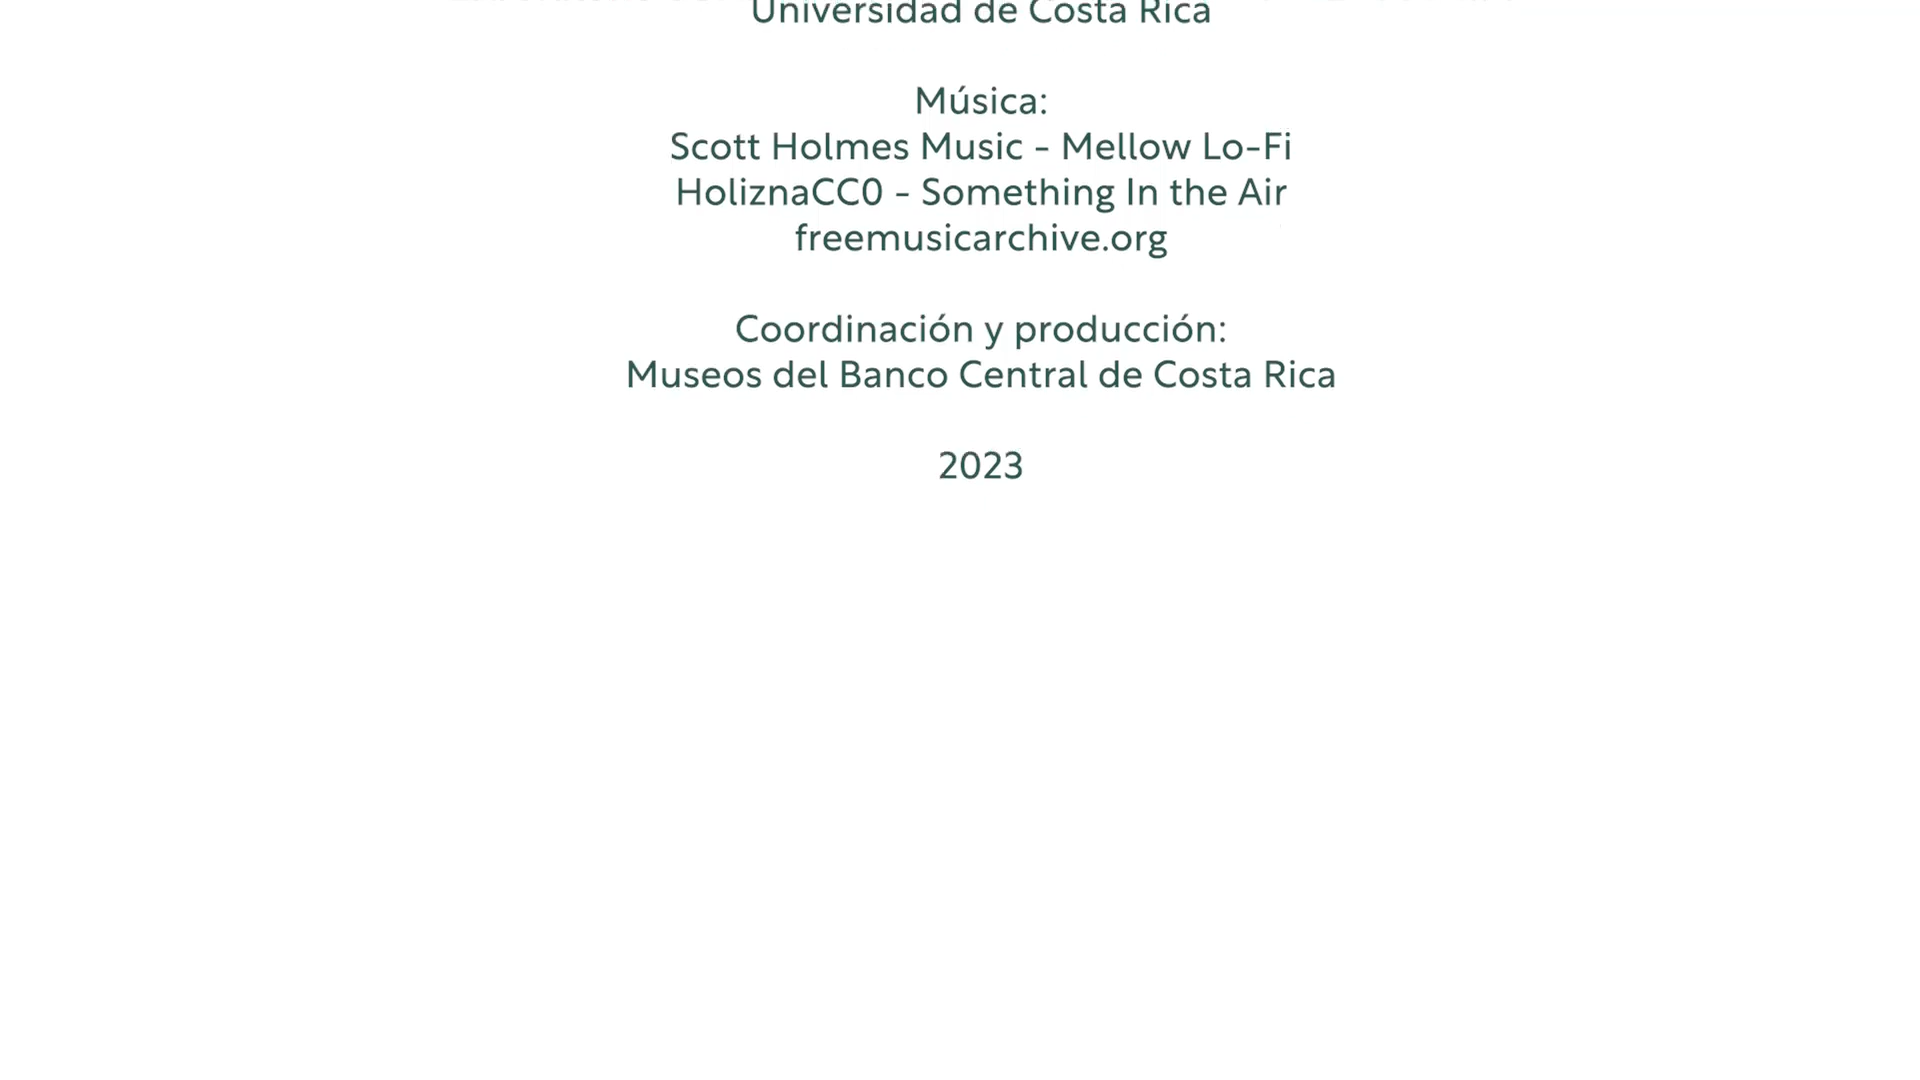 Universidad de Costa Rica
Música:
Scott Holmes Music - Mellow Lo-Fi
HoliznaCC0 - Something In the Air
freemusicarchive.org
Coordinación y producción:
Museos del Banco Central de Costa Rica
2023